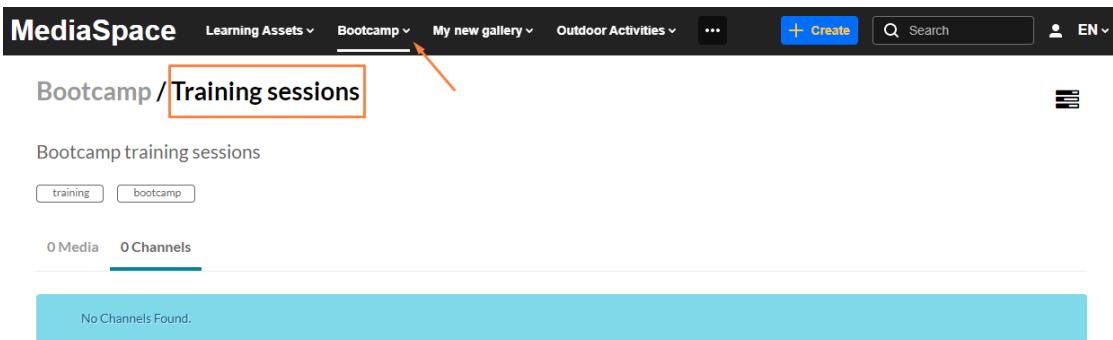 MediaSpace Learning Assets Bootcamp My new gallery Outdoor Activities ••• + Create Search EN
Bootcamp / Training sessions
Bootcamp training sessions
training bootcamp
0 Media 0 Channels
No Channels Found.